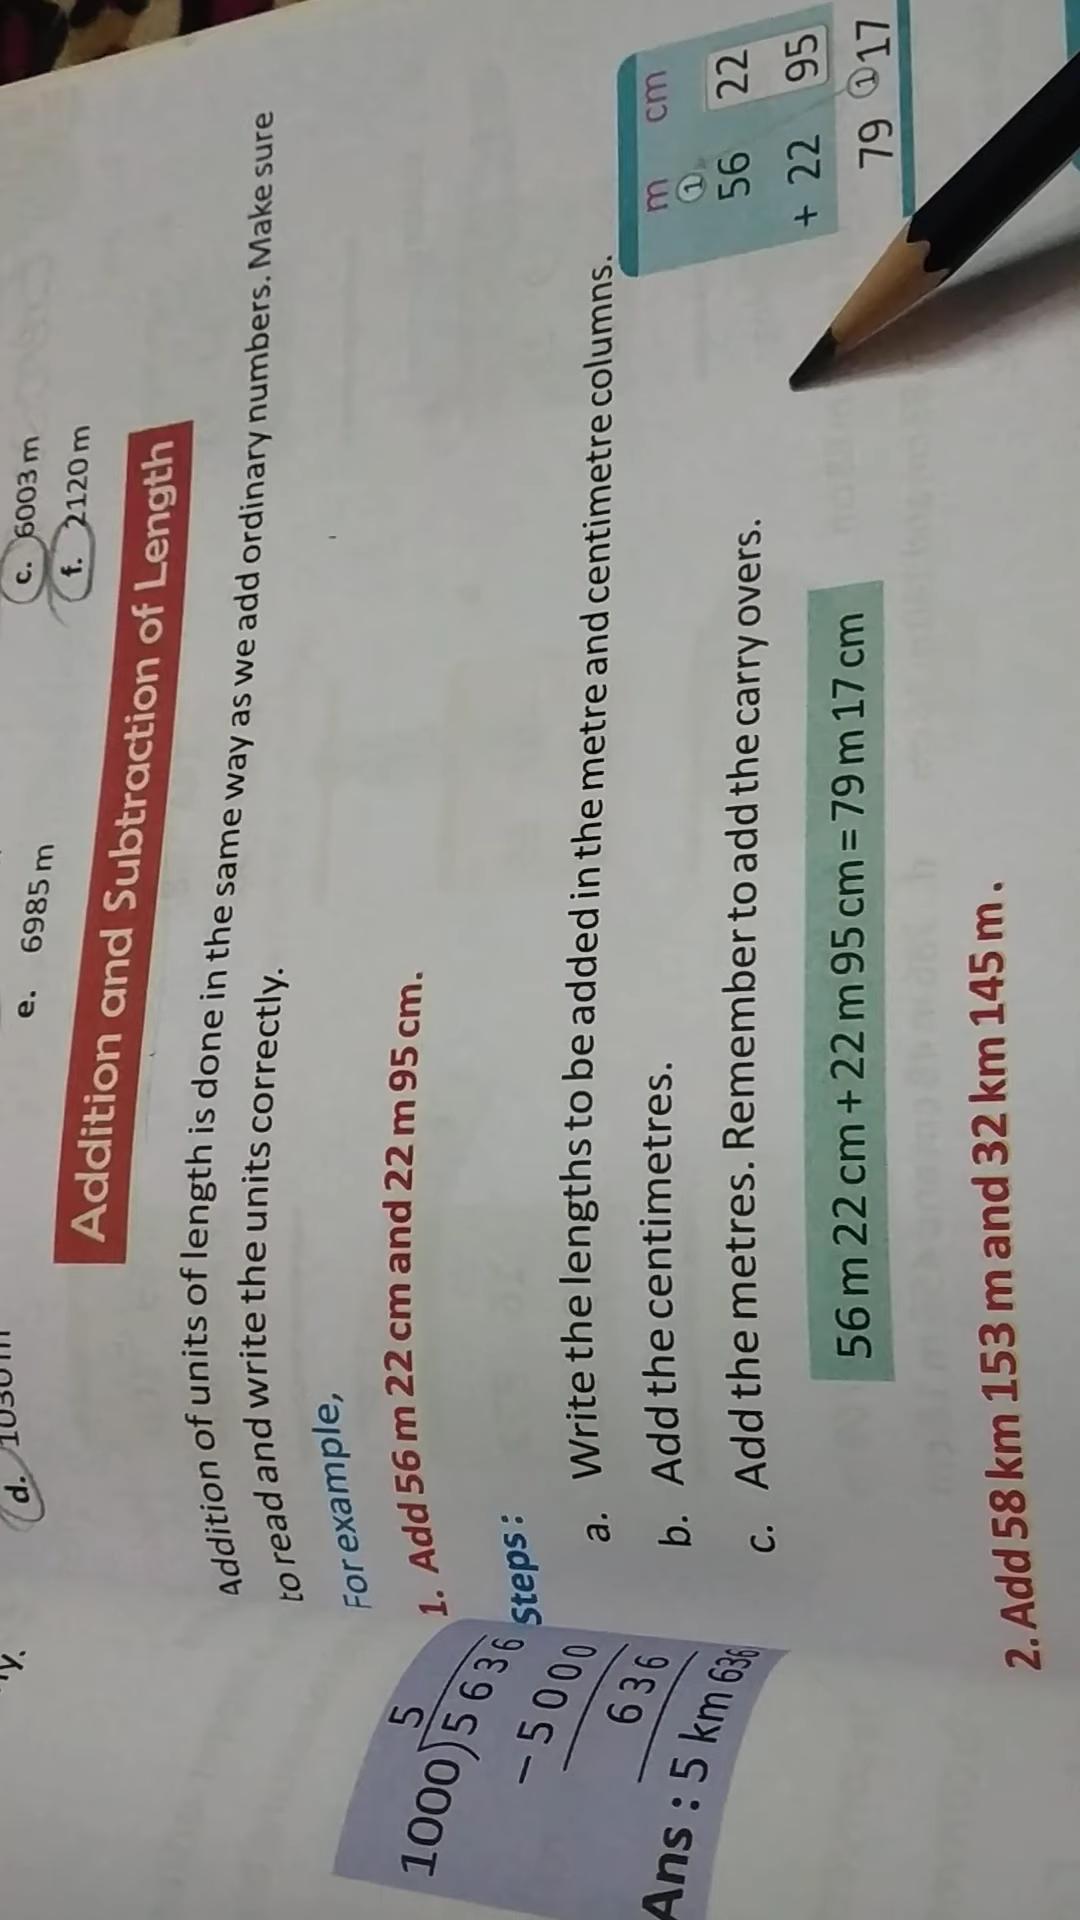 c. 6003 m
d.
e. 6985 m
f. 2120 m
Addition and Subtraction of Length
Addition of units of length is done in the same way as we add ordinary numbers. Make sure
to read and write the units correctly.
For example,
1. Add 56 m 22 cm and 22 m 95 cm.
Steps:
a. Write the lengths to be added in the metre and centimetre columns.
b. Add the centimetres.
c. Add the metres. Remember to add the carry overs.
m cm
1
56 22
+ 22 95
79 1 17
56 m 22 cm + 22 m 95 cm = 79 m 17 cm
2. Add 58 km 153 m and 32 km 145 m.
5
1000)5636
−5000
636
Ans : 5 km 636